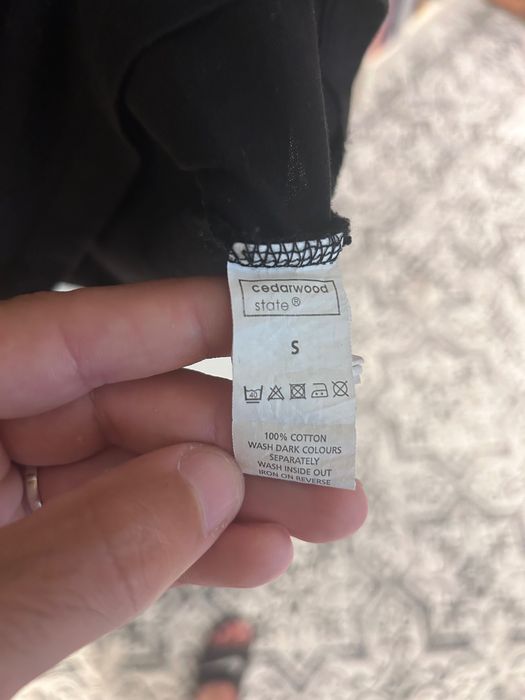 cedarwood
state®
S
40
100% COTTON
WASH DARK COLOURS
SEPARATELY
WASH INSIDE OUT
IRON ON REVERSE